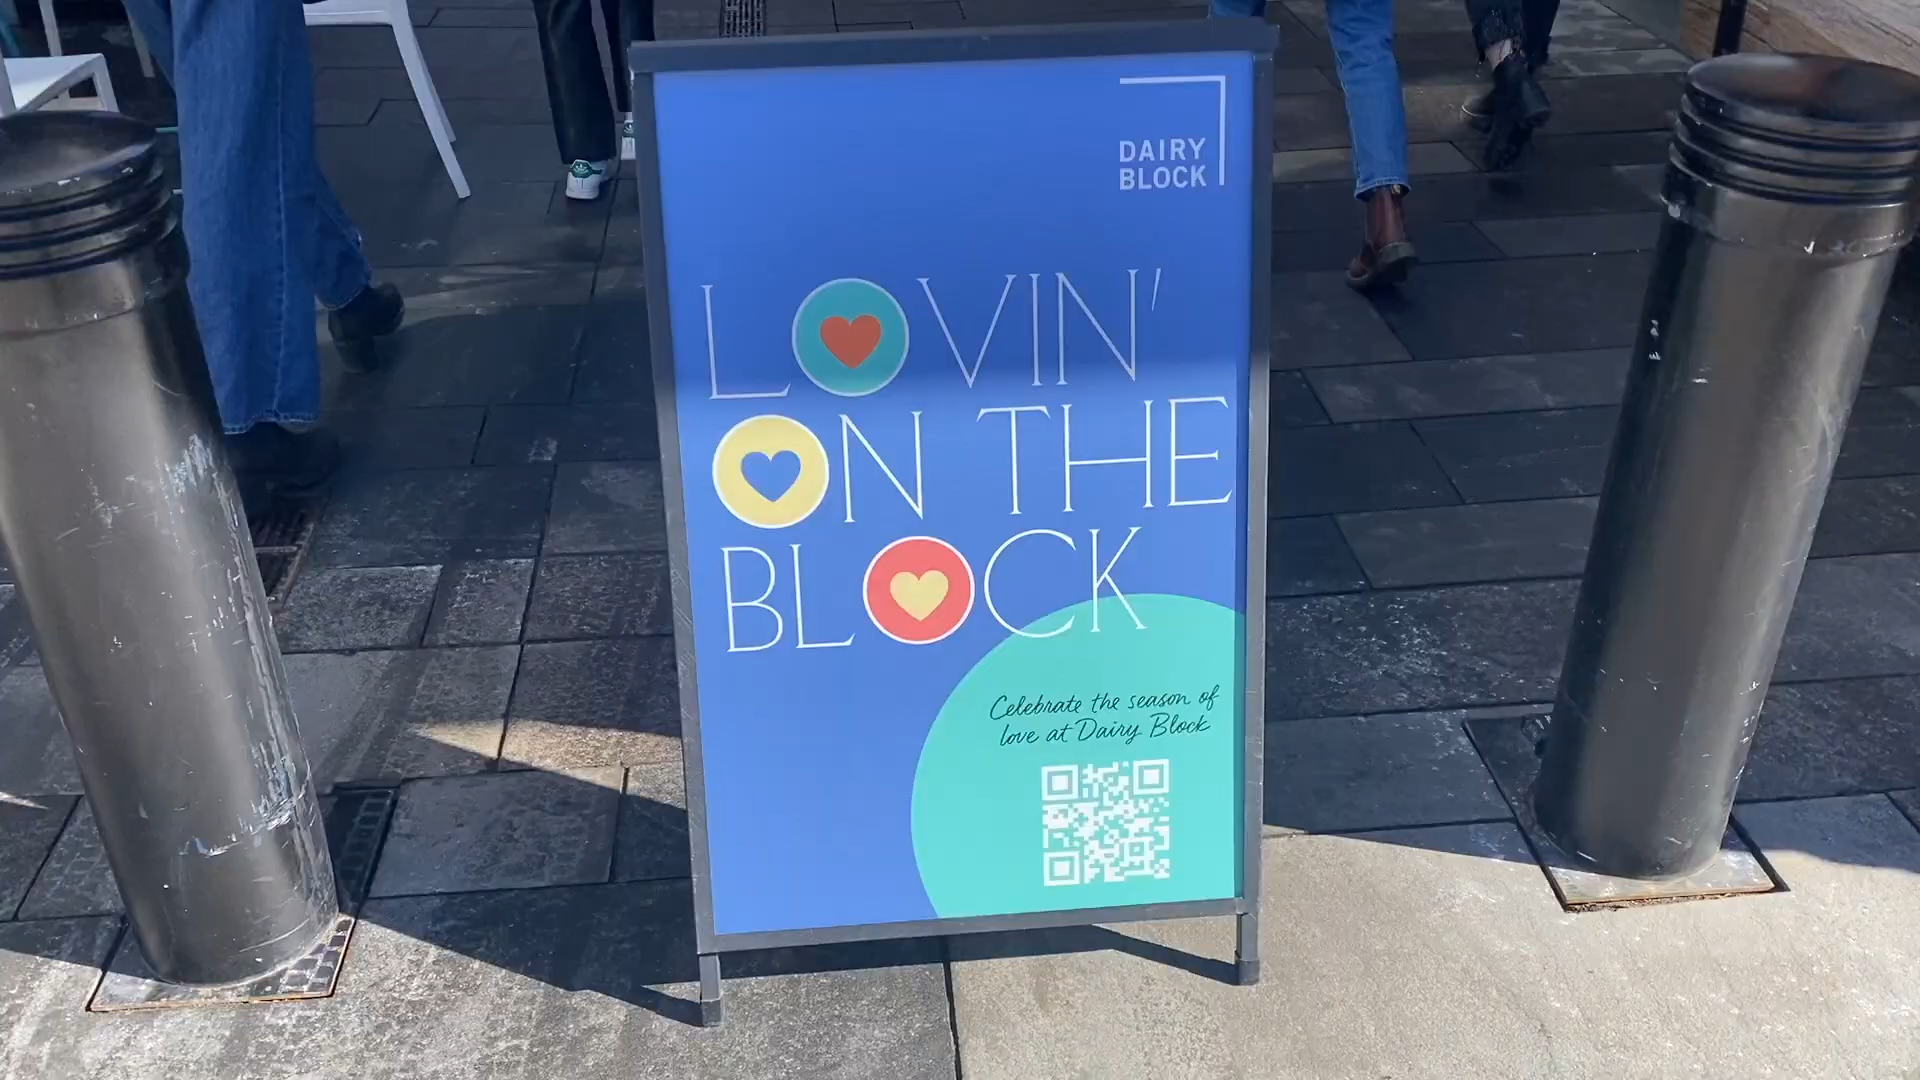 DAIRY
BLOCK
LOVIN'
ON THE
BLOCK
Celebrate the season of
love at Dairy Block